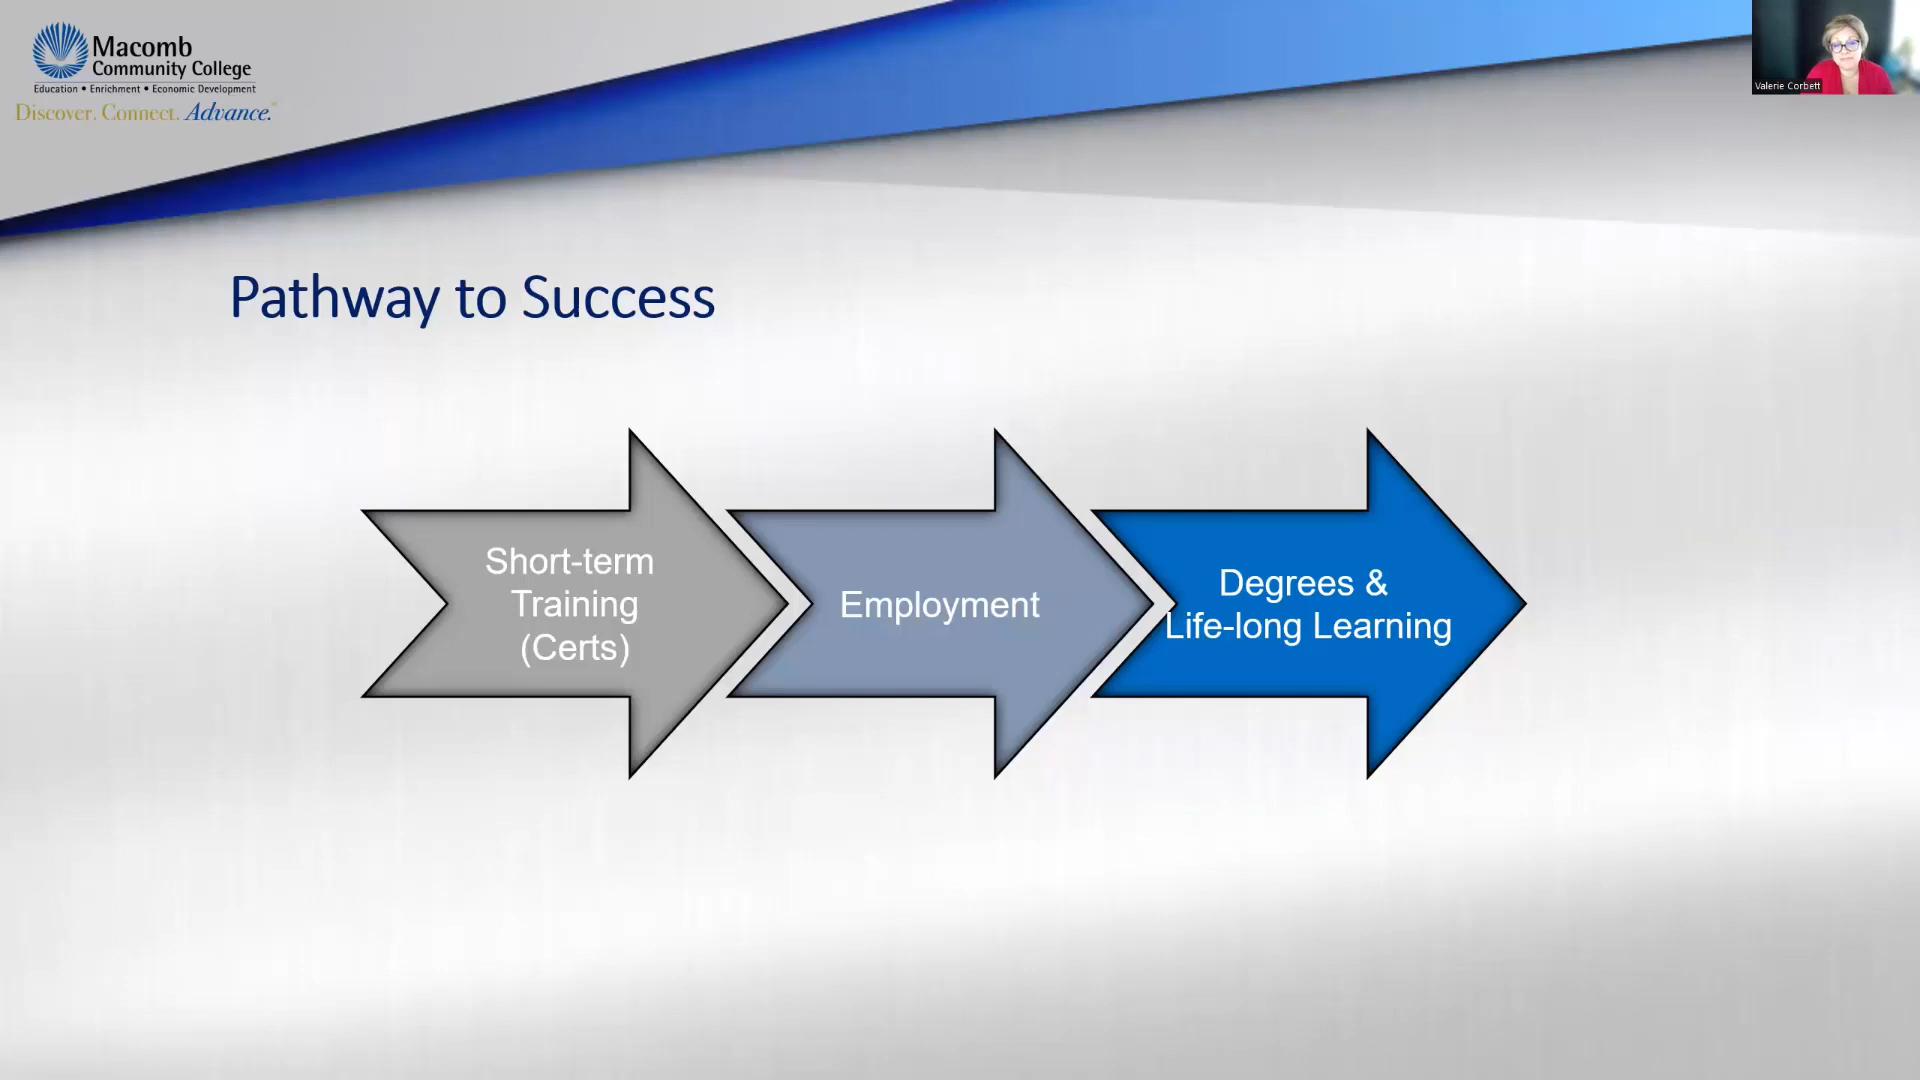 Macomb
Community College
Education • Enrichment • Economic Development
Discover. Connect. Advance.
Valerie Corbett
Pathway to Success
Short-term
Training
(Certs)
Employment
Degrees &
Life-long Learning